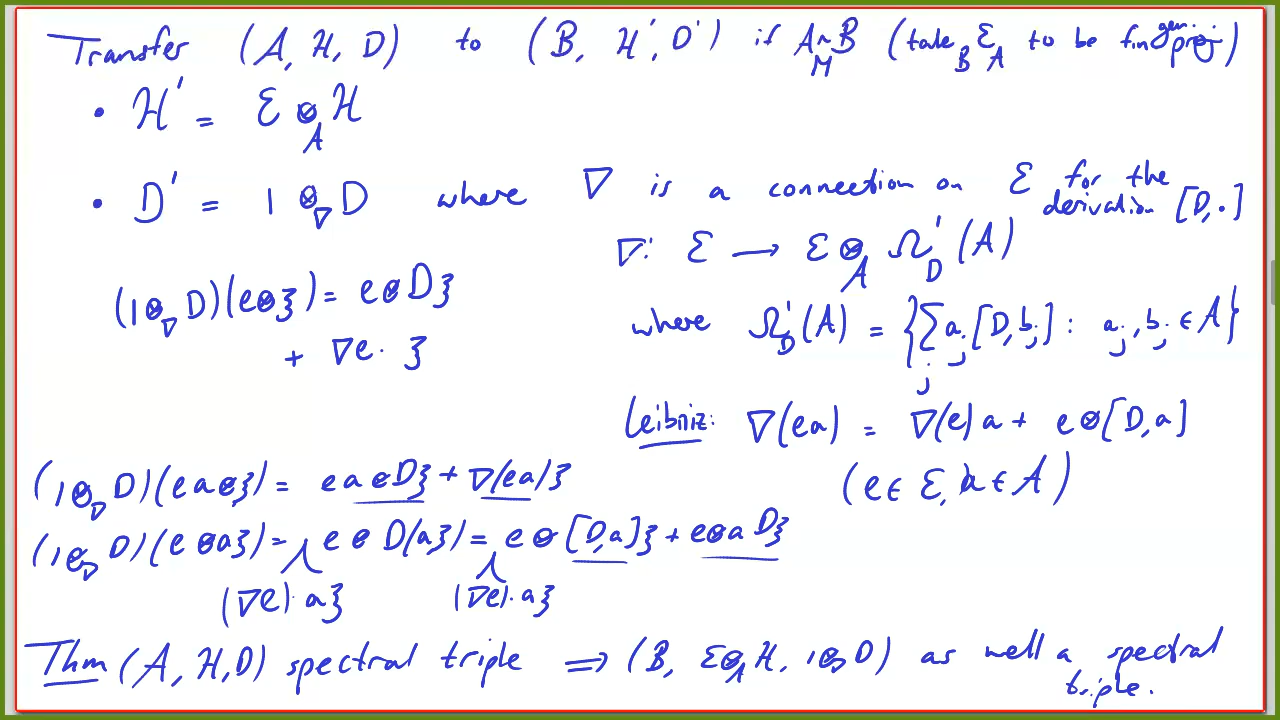 Transfer (A, H, D) to (B, H', D') if A ~_M B (take _B ℰ_A to be fin gen. proj)
• H' = ℰ ⊗_A H
• D' = 1 ⊗_∇ D where ∇ is a connection on ℰ for the derivation [D, ·]
∇: ℰ → ℰ ⊗_A Ω¹_D (A)
(1 ⊗_∇ D)(e ⊗ ξ) = e ⊗ Dξ
+ ∇e · ξ
where Ω¹_D (A) = { Σ_j a_j [D, b_j] : a_j, b_j ∈ A }
Leibniz: ∇(ea) = ∇(e)a + e ⊗ [D, a]
(e ∈ ℰ, a ∈ A)
(1 ⊗_∇ D)(ea ⊗ ξ) = ea ⊗ Dξ + ∇(ea)ξ
(1 ⊗_∇ D)(e ⊗ aξ) = e ⊗ D(aξ) = e ⊗ [D, a]ξ + e ⊗ a Dξ
(∇e) · aξ (∇e) · aξ
Thm (A, H, D) spectral triple ⟹ (B, ℰ ⊗_A H, 1 ⊗_∇ D) as well a spectral triple.